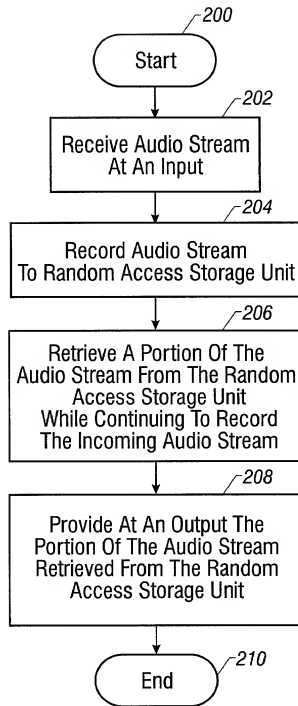 200
Start
202
Receive Audio Stream
At An Input
204
Record Audio Stream
To Random Access Storage Unit
206
Retrieve A Portion Of The
Audio Stream From The Random
Access Storage Unit
While Continuing To Record
The Incoming Audio Stream
208
Provide At An Output The
Portion Of The Audio Stream
Retrieved From The Random
Access Storage Unit
210
End